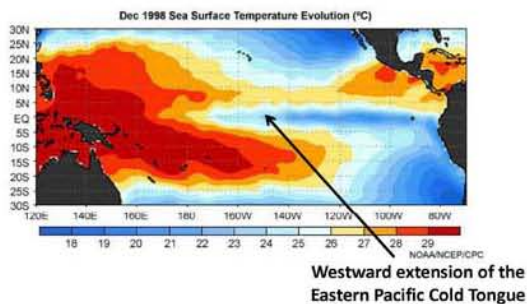 Dec 1998 Sea Surface Temperature Evolution (ºC)
30N
25N
20N
15N
10N
5N
EQ
5S
10S
15S
20S
25S
30S
120E 140E 160E 180 160W 140W 120W 100W 80W
18 19 20 21 22 23 24 25 26 27 28 29
NOAA/NCEP/CPC
Westward extension of the
Eastern Pacific Cold Tongue